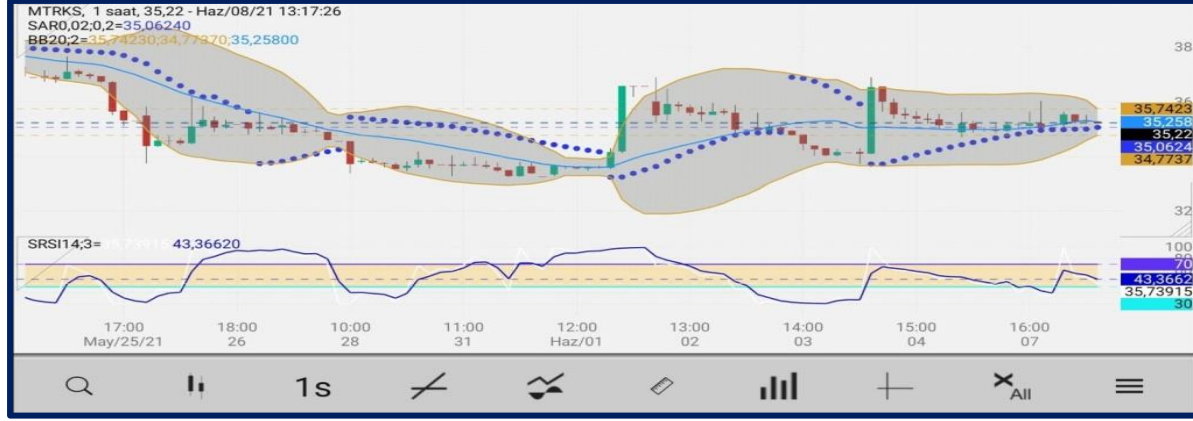 MTRKS, 1 saat, 35,22 - Haz/08/21 13:17:26
SAR0,02;0,2=35,06240
BB20;2=35,74230;34,77370;35,25800
38
36
35,7423
35,258
35,22
35,0624
34,7737
32
SRSI14;3=35,73915 43,36620
100
70
43,3662
35,73915
30
17:00 18:00 10:00 11:00 12:00 13:00 14:00 15:00 16:00
May/25/21 26 28 31 Haz/01 02 03 04 07
1s
All